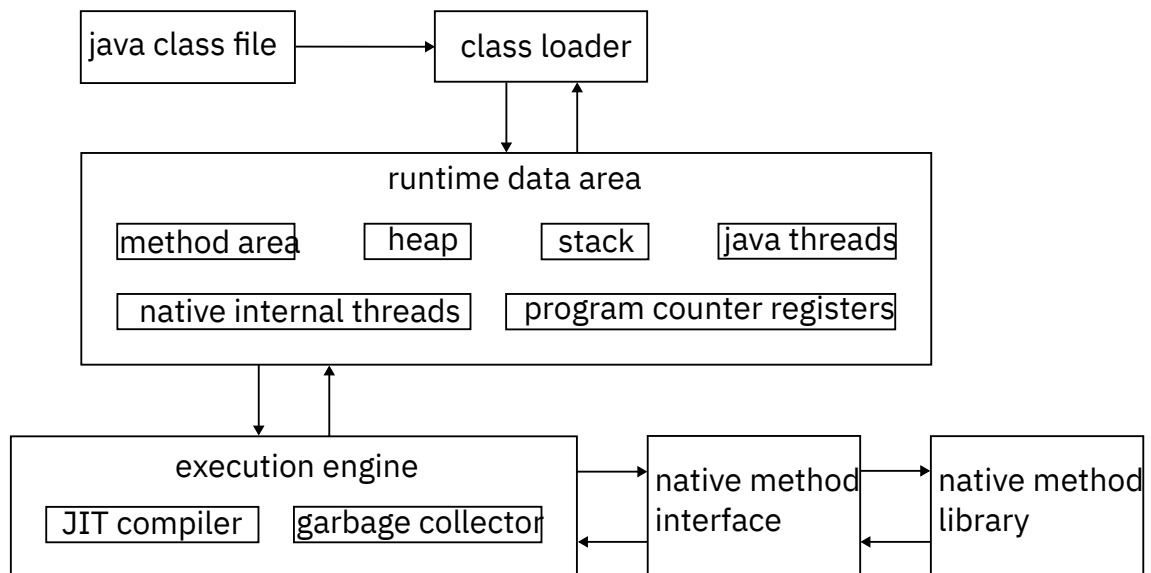 java class file
class loader
runtime data area
method area
heap
stack
java threads
native internal threads
program counter registers
execution engine
JIT compiler
garbage collector
native method
interface
native method
library